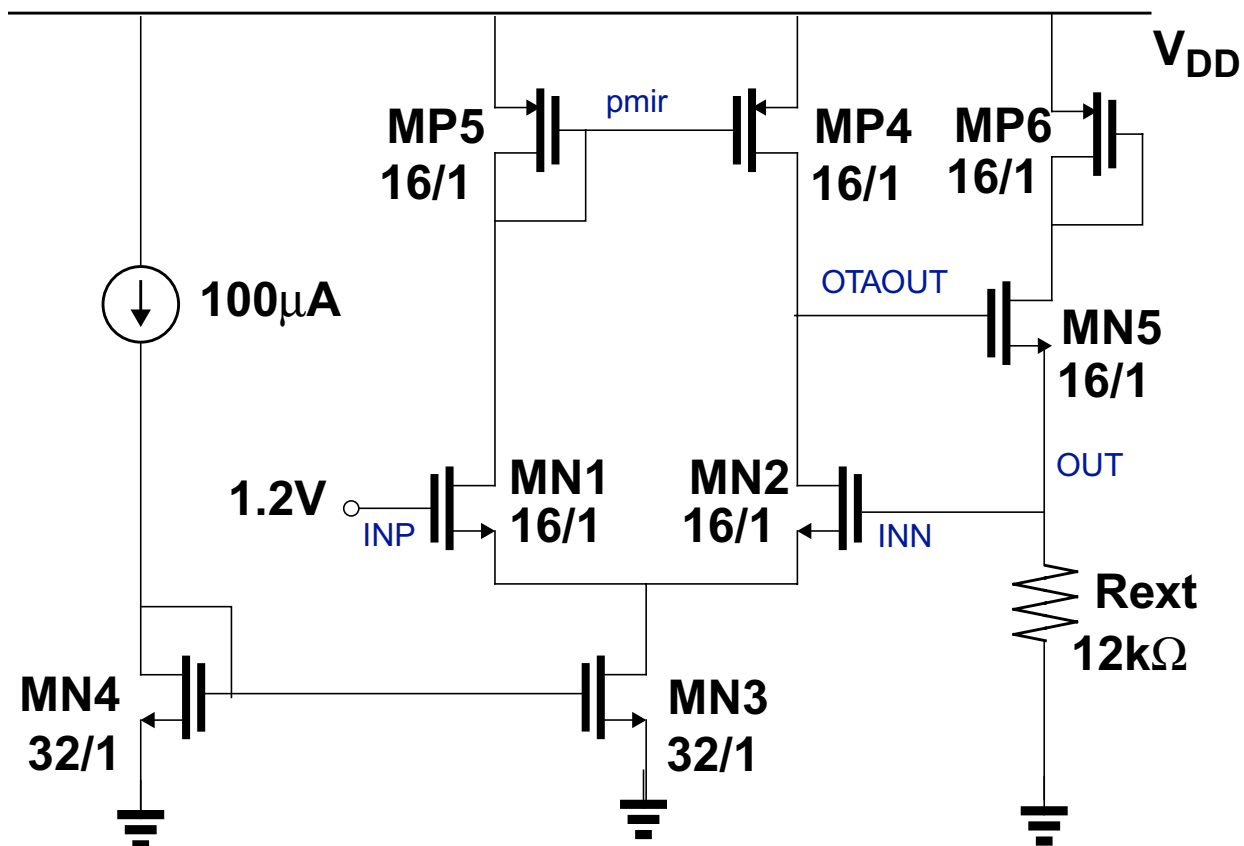 V_DD
pmir
MP5
16/1
MP4
16/1
MP6
16/1
100μA
OTAOUT
MN5
16/1
1.2V
INP
MN1
16/1
MN2
16/1
INN
OUT
Rext
12kΩ
MN4
32/1
MN3
32/1